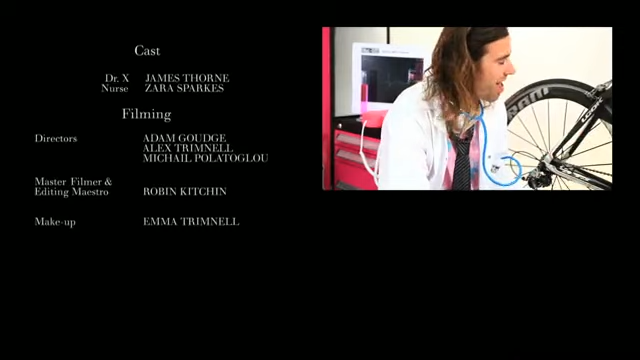 Cast
Dr. X JAMES THORNE
Nurse ZARA SPARKES
Filming
Directors ADAM GOUDGE
ALEX TRIMNELL
MICHAIL POLATOGLOU
Master Filmer &
Editing Maestro ROBIN KITCHIN
Make-up EMMA TRIMNELL
LOOK